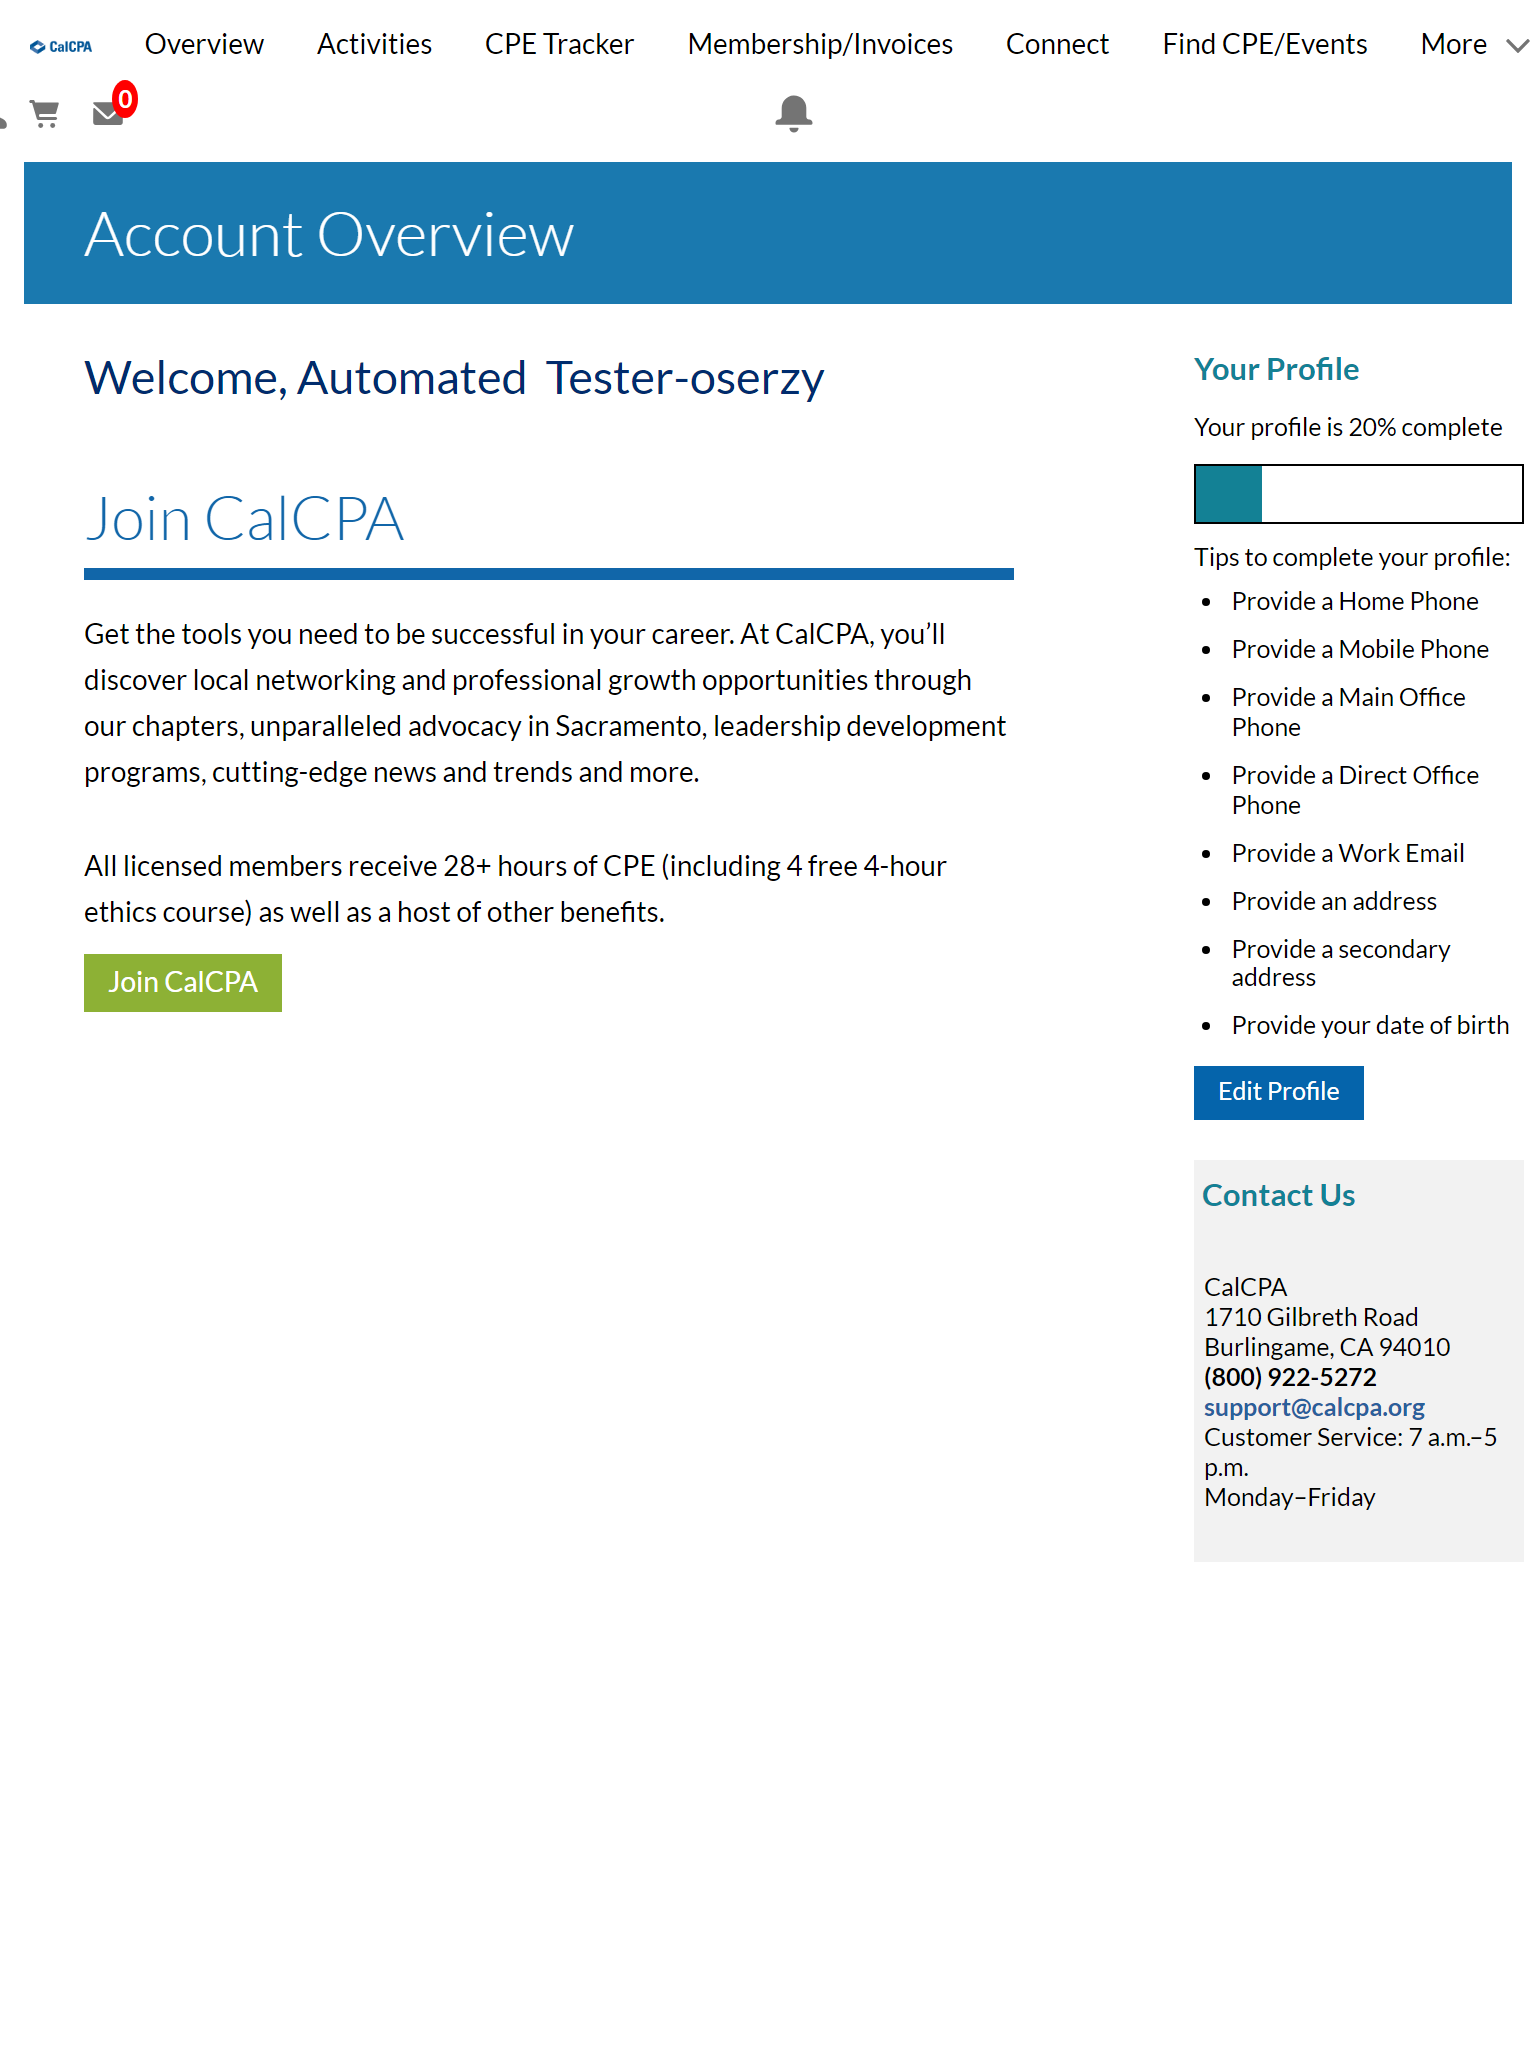 CalCPA
Overview
Activities
CPE Tracker
Membership/Invoices
Connect
Find CPE/Events
More
0
Account Overview
Welcome, Automated  Tester-oserzy
Join CalCPA
Get the tools you need to be successful in your career. At CalCPA, you’ll
discover local networking and professional growth opportunities through
our chapters, unparalleled advocacy in Sacramento, leadership development
programs, cutting-edge news and trends and more.
All licensed members receive 28+ hours of CPE (including 4 free 4-hour
ethics course) as well as a host of other benefits.
Join CalCPA
Your Profile
Your profile is 20% complete
Tips to complete your profile:
Provide a Home Phone
Provide a Mobile Phone
Provide a Main Office
Phone
Provide a Direct Office
Phone
Provide a Work Email
Provide an address
Provide a secondary
address
Provide your date of birth
Edit Profile
Contact Us
CalCPA
1710 Gilbreth Road
Burlingame, CA 94010
(800) 922-5272
support@calcpa.org
Customer Service: 7 a.m.–5
p.m.
Monday–Friday